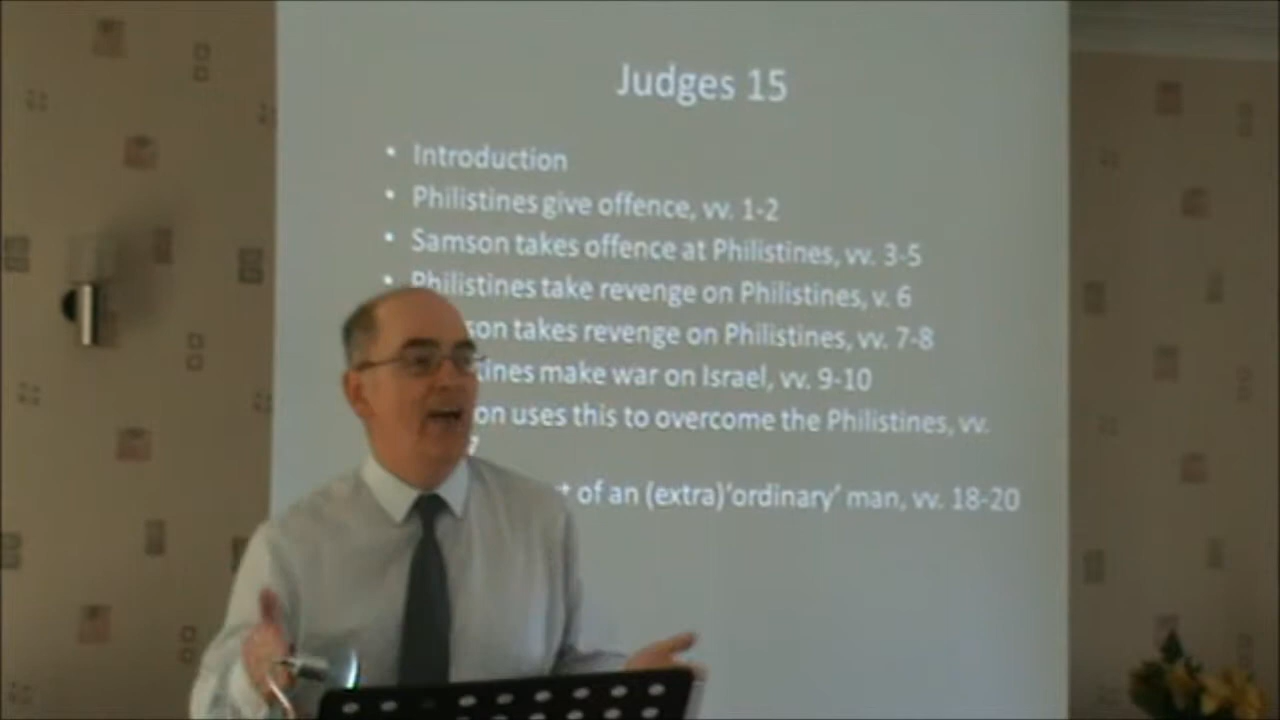 Judges 15
• Introduction
• Philistines give offence, vv. 1-2
• Samson takes offence at Philistines, vv. 3-5
• Philistines take revenge on Philistines, v. 6
son takes revenge on Philistines, vv. 7-8
tines make war on Israel, vv. 9-10
on uses this to overcome the Philistines, vv.
of an (extra)'ordinary' man, vv. 18-20